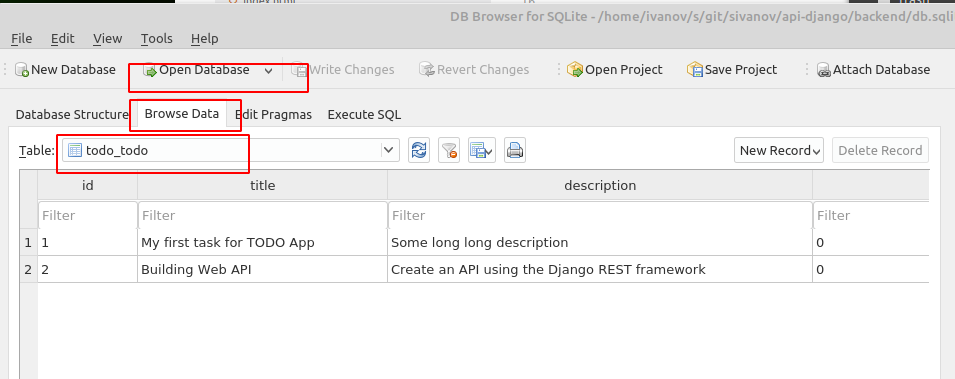 DB Browser for SQLite - /home/ivanov/s/git/sivanov/api-django/backend/db.sqli
File Edit View Tools Help
New Database Open Database Write Changes Revert Changes Open Project Save Project Attach Database
Database Structure Browse Data Edit Pragmas Execute SQL
Table: todo_todo New Record Delete Record
id title description
Filter Filter Filter Filter
1 1 My first task for TODO App Some long long description 0
2 2 Building Web API Create an API using the Django REST framework 0